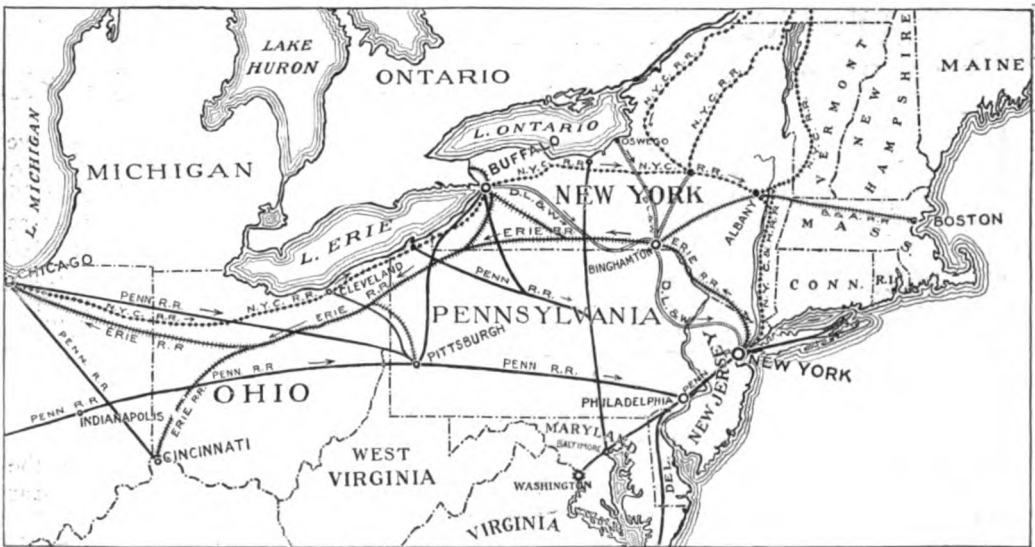 LAKE
HURON
ONTARIO
MAINE
VERMONT
NEW
HAMPSHIRE
L. MICHIGAN
MICHIGAN
L. ONTARIO
N.Y.C. R.R.
N.Y.C. R.R.
OSWEGO
BUFFALO
N.Y.C. R.R.
N.Y.C. R.R.
D. L. & W.
NEW YORK
ALBANY
B. & A. R.R.
BOSTON
MASS.
L. ERIE
ERIE R.R.
BINGHAMTON
ERIE R.R.
CONN.
R.I.
CHICAGO
CLEVELAND
PENN R.R.
N.Y.C. R.R.
N.Y.C. R.R.
ERIE R.R.
ERIE R.R.
ERIE R.R
PENN R.R.
PENNSYLVANIA
D. L. & W.
PENN R.R.
PITTSBURGH
NEW YORK
NEW JERSEY
PENN R.R
PENN R.R.
PENN
PENN R.R
OHIO
INDIANAPOLIS
ERIE R.R.
PHILADELPHIA
CINCINNATI
WEST
VIRGINIA
MARYLAND
BALTIMORE
DEL.
WASHINGTON
VIRGINIA